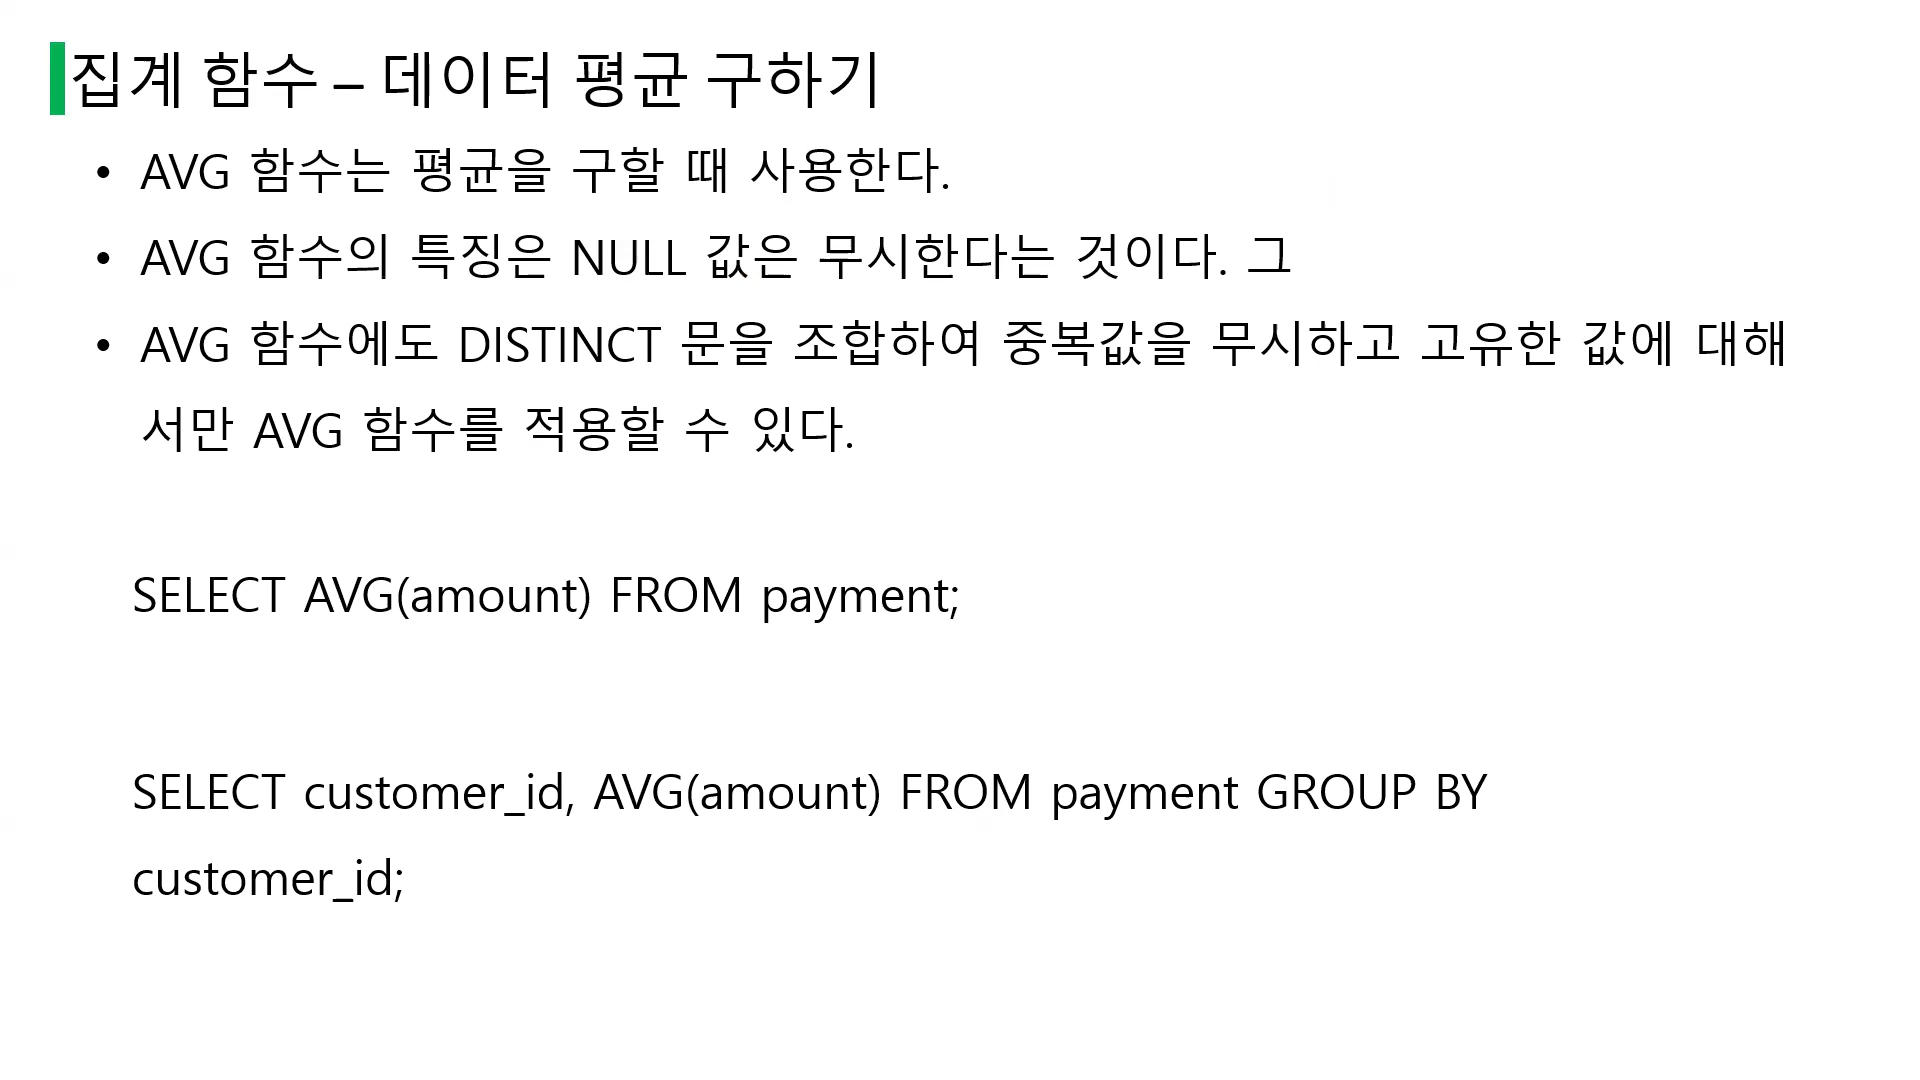 집계 함수 – 데이터 평균 구하기
• AVG 함수는 평균을 구할 때 사용한다.
• AVG 함수의 특징은 NULL 값은 무시한다는 것이다. 그
• AVG 함수에도 DISTINCT 문을 조합하여 중복값을 무시하고 고유한 값에 대해
서만 AVG 함수를 적용할 수 있다.
SELECT AVG(amount) FROM payment;
SELECT customer_id, AVG(amount) FROM payment GROUP BY
customer_id;